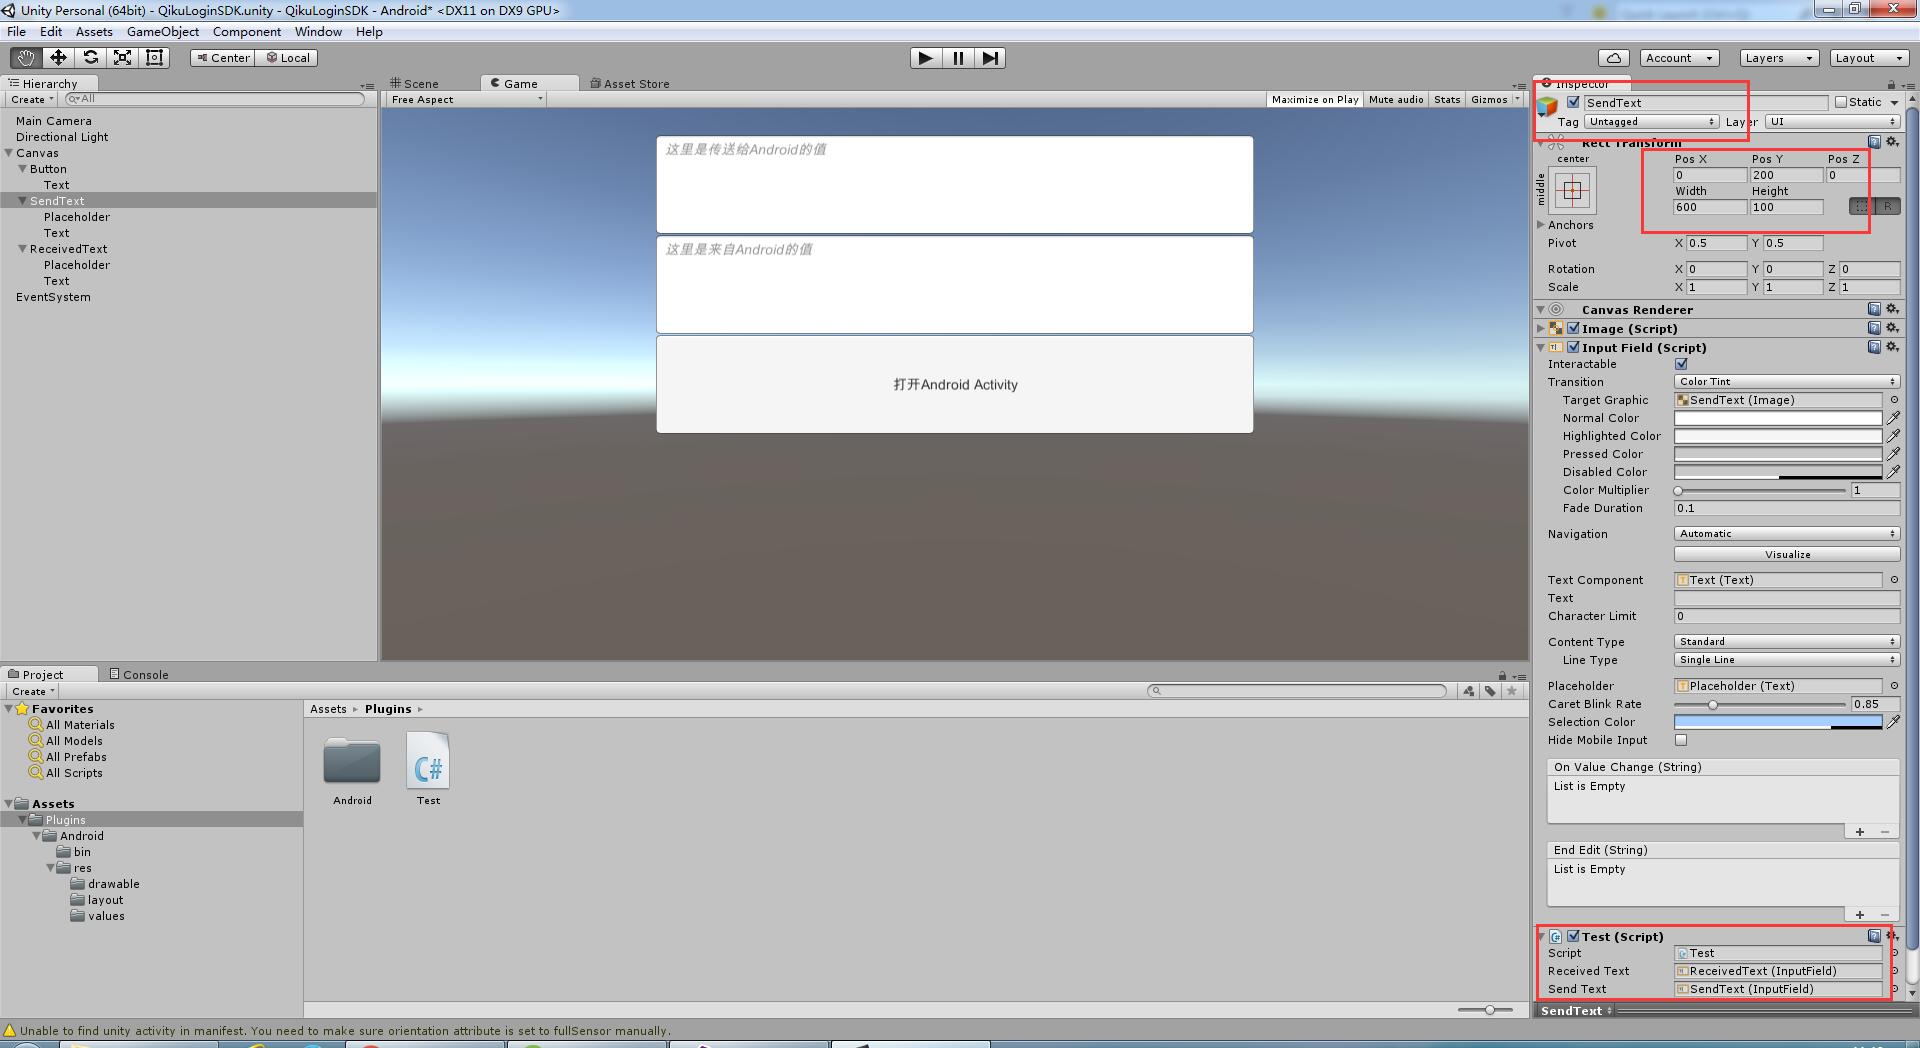 Unity Personal (64bit) - QikuLoginSDK.unity - QikuLoginSDK - Android* <DX11 on DX9 GPU>
File Edit Assets GameObject Component Window Help
Center Local
Account Layers Layout
Hierarchy
Create All
Main Camera
Directional Light
Canvas
Button
Text
SendText
Placeholder
Text
ReceivedText
Placeholder
Text
EventSystem
Scene Game Asset Store
Free Aspect Maximize on Play Mute audio Stats Gizmos
这里是传送给Android的值
这里是来自Android的值
打开Android Activity
Inspector
SendText Static
Tag Untagged Layer UI
Rect Transform
center
middle
Pos X Pos Y Pos Z
0 200 0
Width Height
600 100
R
Anchors
Pivot X 0.5 Y 0.5
Rotation X 0 Y 0 Z 0
Scale X 1 Y 1 Z 1
Canvas Renderer
Image (Script)
Input Field (Script)
Interactable
Transition Color Tint
Target Graphic SendText (Image)
Normal Color
Highlighted Color
Pressed Color
Disabled Color
Color Multiplier 1
Fade Duration 0.1
Navigation Automatic
Visualize
Text Component Text (Text)
Text
Character Limit 0
Content Type Standard
Line Type Single Line
Placeholder Placeholder (Text)
Caret Blink Rate 0.85
Selection Color
Hide Mobile Input
On Value Change (String)
List is Empty
+ −
End Edit (String)
List is Empty
+ −
Test (Script)
Script Test
Received Text ReceivedText (InputField)
Send Text SendText (InputField)
SendText
Project Console
Create
Favorites
All Materials
All Models
All Prefabs
All Scripts
Assets
Plugins
Android
bin
res
drawable
layout
values
Assets ▸ Plugins ▸
C#
Android Test
Unable to find unity activity in manifest. You need to make sure orientation attribute is set to fullSensor manually.